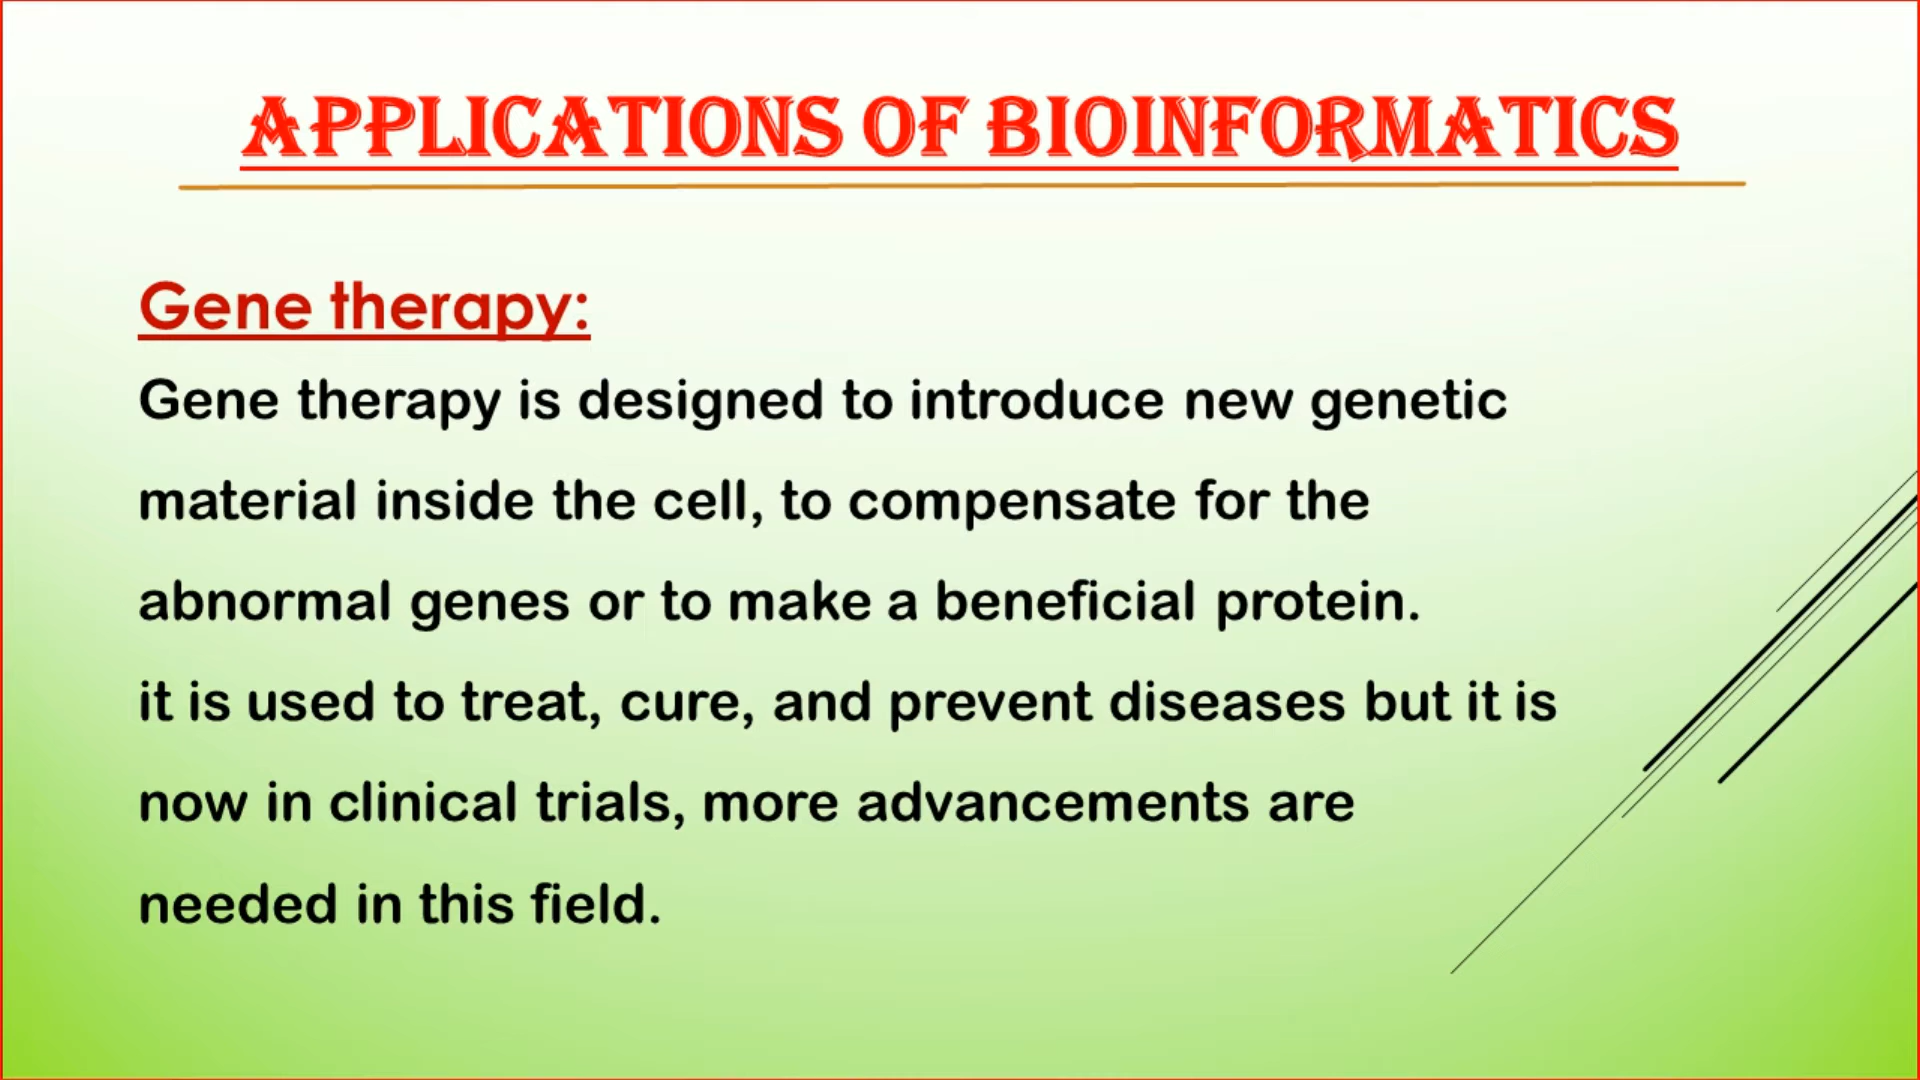 APPLICATIONS OF BIOINFORMATICS
Gene therapy:
Gene therapy is designed to introduce new genetic
material inside the cell, to compensate for the
abnormal genes or to make a beneficial protein.
it is used to treat, cure, and prevent diseases but it is
now in clinical trials, more advancements are
needed in this field.